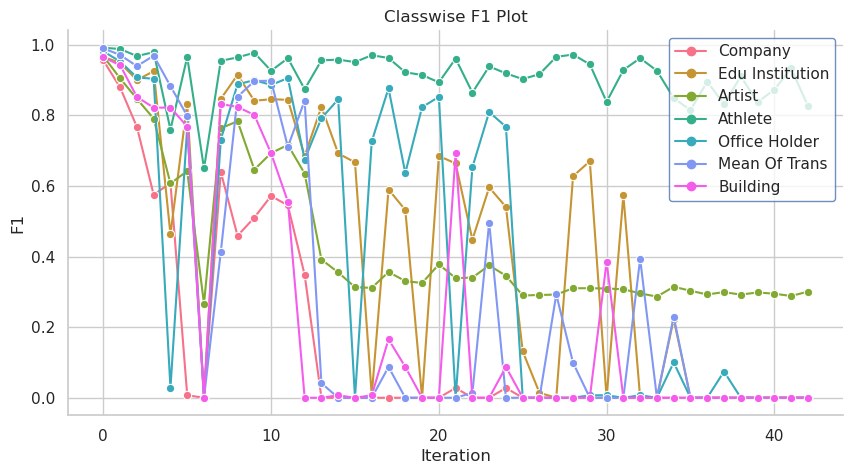 Classwise F1 Plot
1.0
0.8
0.6
0.4
0.2
0.0
F1
0
10
20
30
40
Iteration
Company
Edu Institution
Artist
Athlete
Office Holder
Mean Of Trans
Building